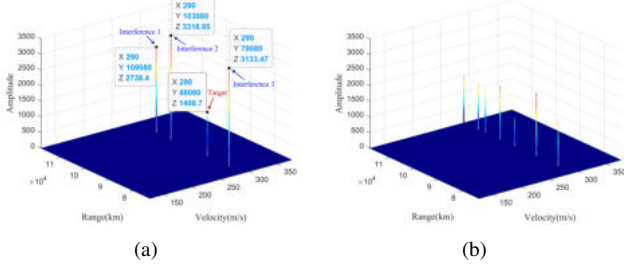 X 290
Y 103080
Z 3318.95
Interference 1
Interference 2
X 290
Y 79080
Z 3133.47
X 290
Y 109080
Z 2738.4
Interference 3
X 290
Y 88080
Z 1408.7
Target
Amplitude
3500
3000
2500
2000
1500
1000
500
0
11
10
9
8
×10⁴
Range(km)
150
200
250
300
350
Velocity(m/s)
(a)
Amplitude
3500
3000
2500
2000
1500
1000
500
0
11
10
9
8
×10⁴
Range(km)
150
200
250
300
350
Velocity(m/s)
(b)